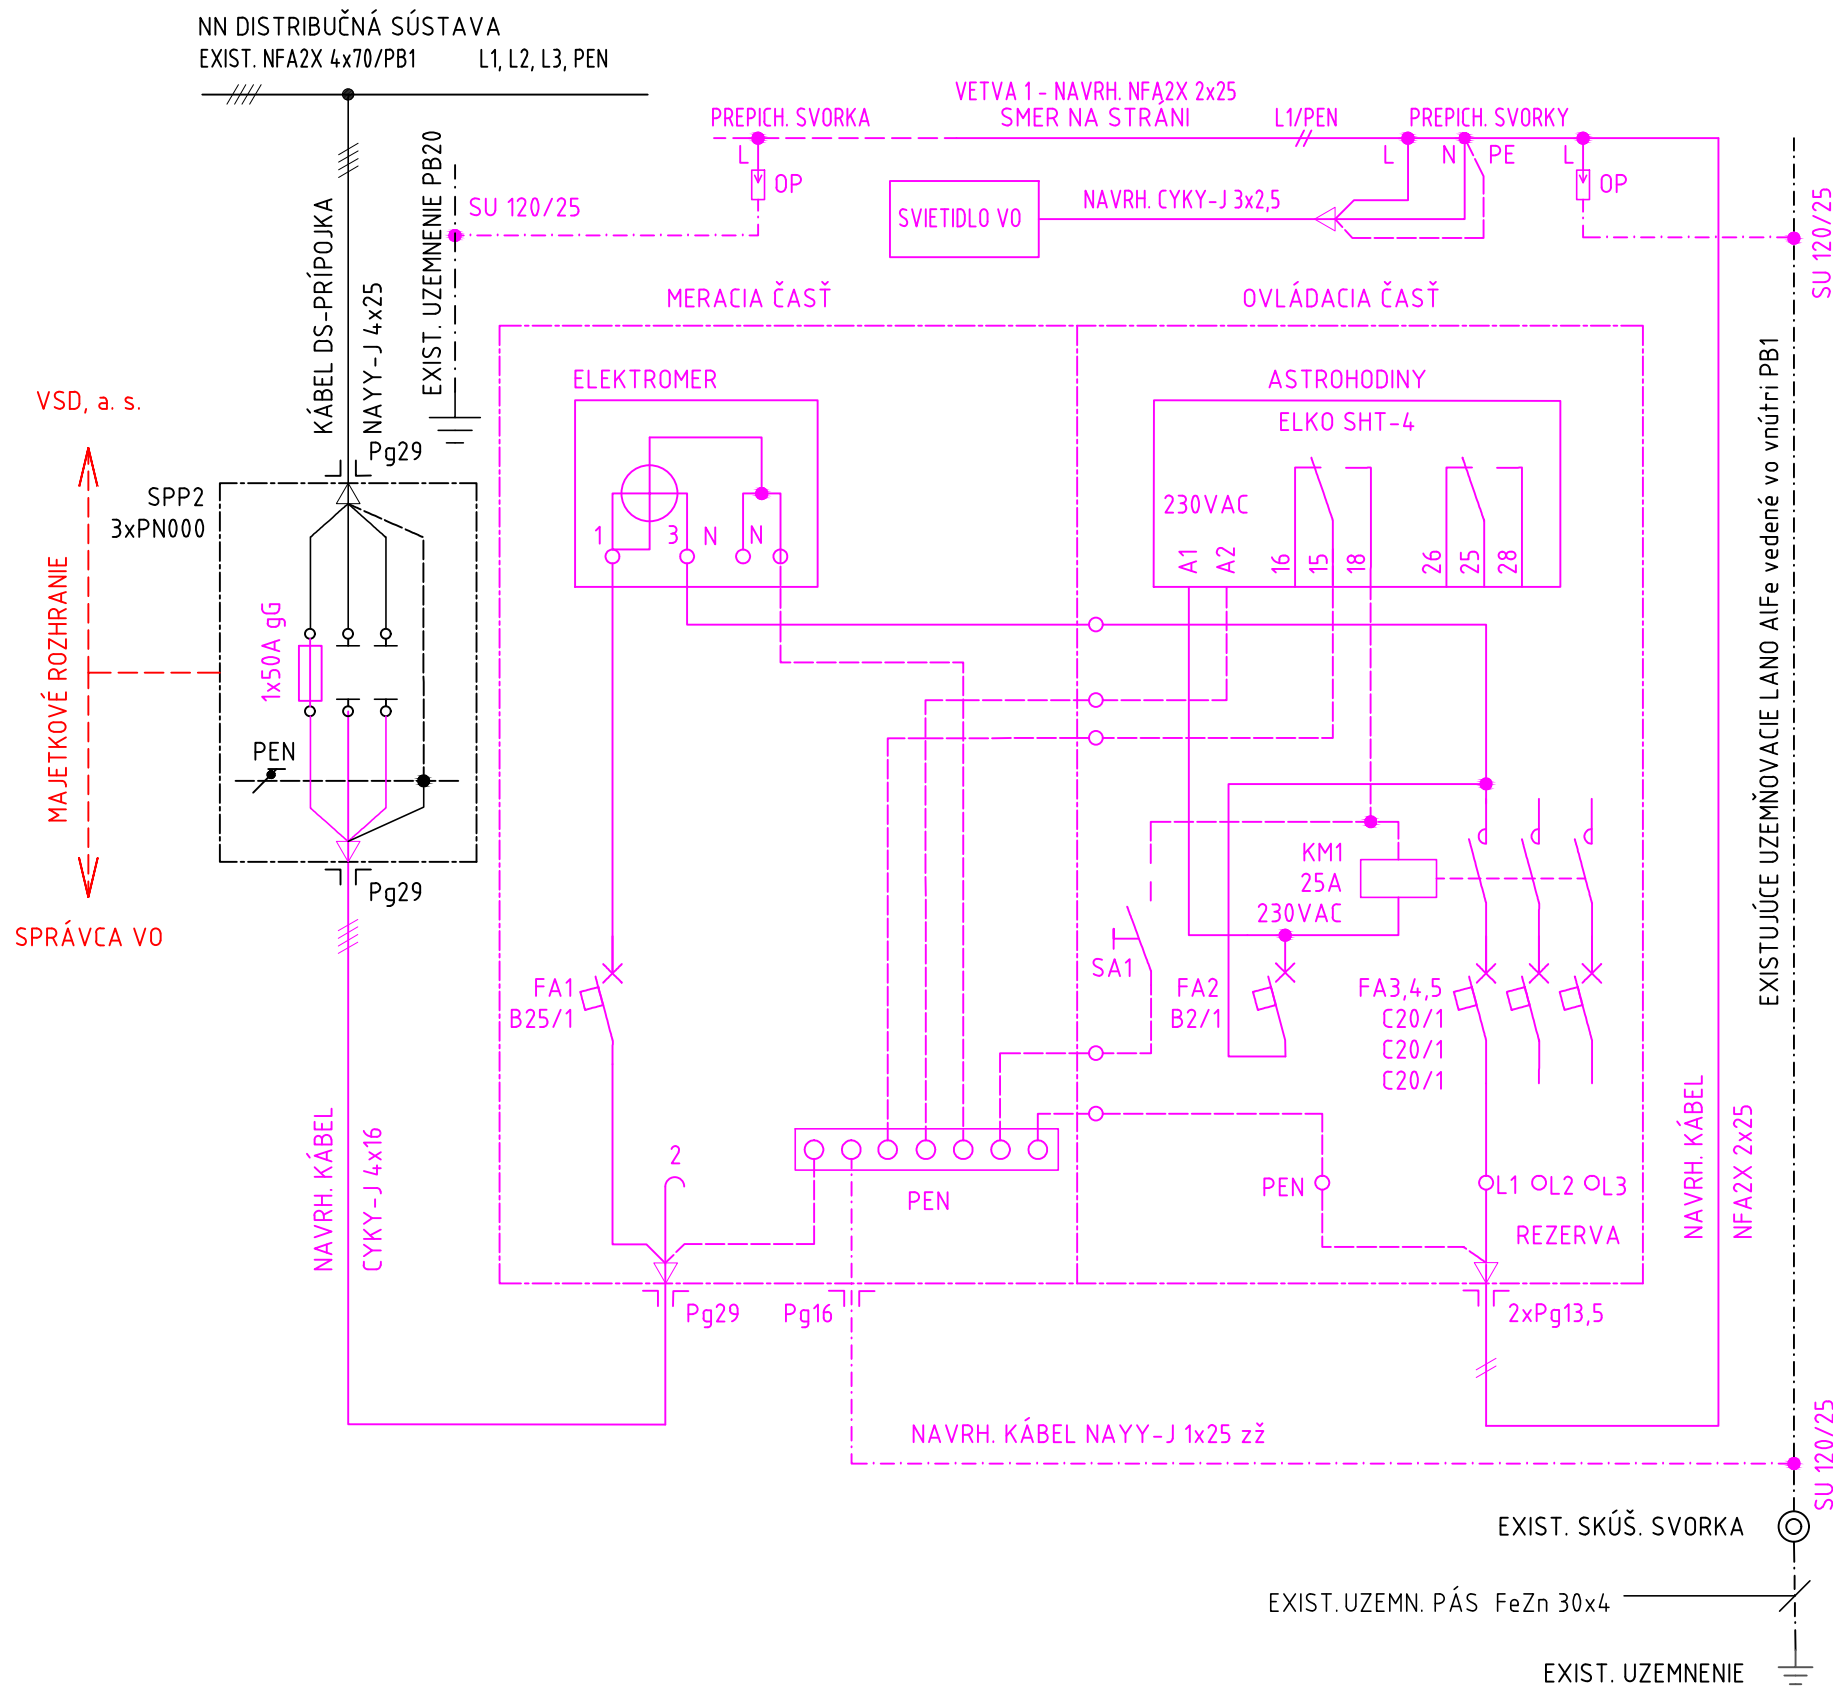 NN DISTRIBUČNÁ SÚSTAVA
EXIST. NFA2X 4x70/PB1
L1, L2, L3, PEN
VETVA 1 - NAVRH. NFA2X 2x25
SMER NA STRÁNI
PREPICH. SVORKA
L1/PEN
PREPICH. SVORKY
L
OP
L
N
PE
L
OP
SU 120/25
SVIETIDLO VO
NAVRH. CYKY-J 3x2,5
SU 120/25
EXIST. UZEMNENIE PB20
KÁBEL DS-PRÍPOJKA
NAYY-J 4x25
MERACIA ČASŤ
OVLÁDACIA ČASŤ
VSD, a. s.
ELEKTROMER
ASTROHODINY
ELKO SHT-4
Pg29
SPP2
3xPN000
230VAC
1
3
N
N
A1
A2
16
15
18
26
25
28
MAJETKOVÉ ROZHRANIE
1x50A gG
PEN
EXISTUJÚCE UZEMŇOVACIE LANO AlFe vedené vo vnútri PB1
KM1
25A
230VAC
Pg29
SPRÁVCA VO
SA1
FA1
B25/1
FA2
B2/1
FA3,4,5
C20/1
C20/1
C20/1
NAVRH. KÁBEL
CYKY-J 4x16
NAVRH. KÁBEL
NFA2X 2x25
2
PEN
PEN
L1
L2
L3
REZERVA
Pg29
Pg16
2xPg13,5
NAVRH. KÁBEL NAYY-J 1x25 zž
SU 120/25
EXIST. SKÚŠ. SVORKA
EXIST.UZEMN. PÁS FeZn 30x4
EXIST. UZEMNENIE